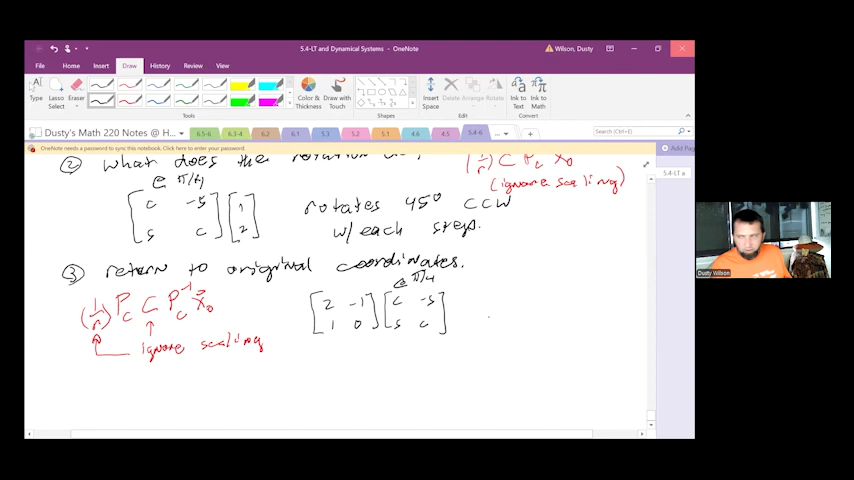 5.4-LT and Dynamical Systems - OneNote
Wilson, Dusty
File Home Insert Draw History Review View
Type
Lasso Select
Eraser
Color & Thickness
Draw with Touch
Insert Space
Delete
Arrange
Rotate
Ink to Text
Ink to Math
Tools
Shapes
Edit
Convert
Dusty's Math 220 Notes @ H...
6.5-6 6.3-4 6.2 6.1 5.3 5.2 5.1 5.4-6 ...
Search (Ctrl+E)
OneNote needs a password to sync this notebook. Click here to enter your password.
Add Pag
5.4-LT
② what does the rotation
(1/r) C P_c x_0
(ignore scaling)
@ π/4
[c -s; s c] [1; 2]
rotates 45° CCW
w/ each step.
③ return to original coordinates.
(1/r) P_c C P_c^-1 x_0
ignore scaling
@ π/4
[2 -1; 1 0] [c -s; s c]
Dusty Wilson